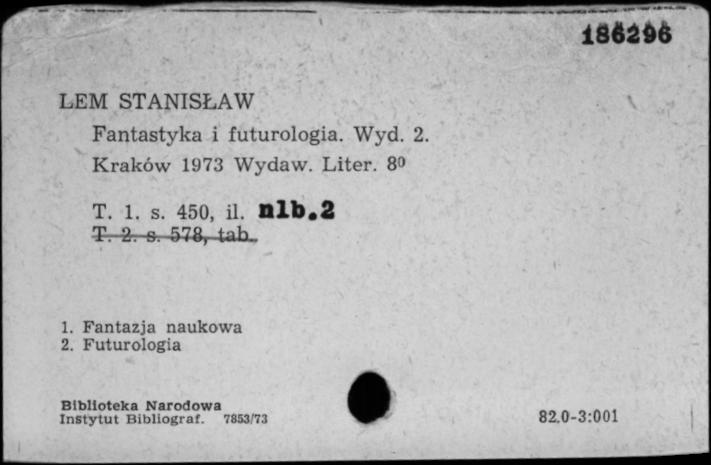 186296
LEM STANISŁAW
Fantastyka i futurologia. Wyd. 2.
Kraków 1973 Wydaw. Liter. 8⁰
T. 1. s. 450, il. nlb.2
T. 2. s. 578, tab.
1. Fantazja naukowa
2. Futurologia
Biblioteka Narodowa
Instytut Bibliograf. 7853/73
82.0-3:001